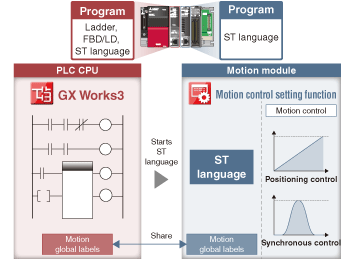 Program
Ladder,
FBD/LD,
ST language
Program
ST language
PLC CPU
GX Works3
Starts
ST
language
Share
Motion
global labels
Motion module
Motion control setting function
Motion control
ST
language
Positioning control
Synchronous control
Motion
global labels